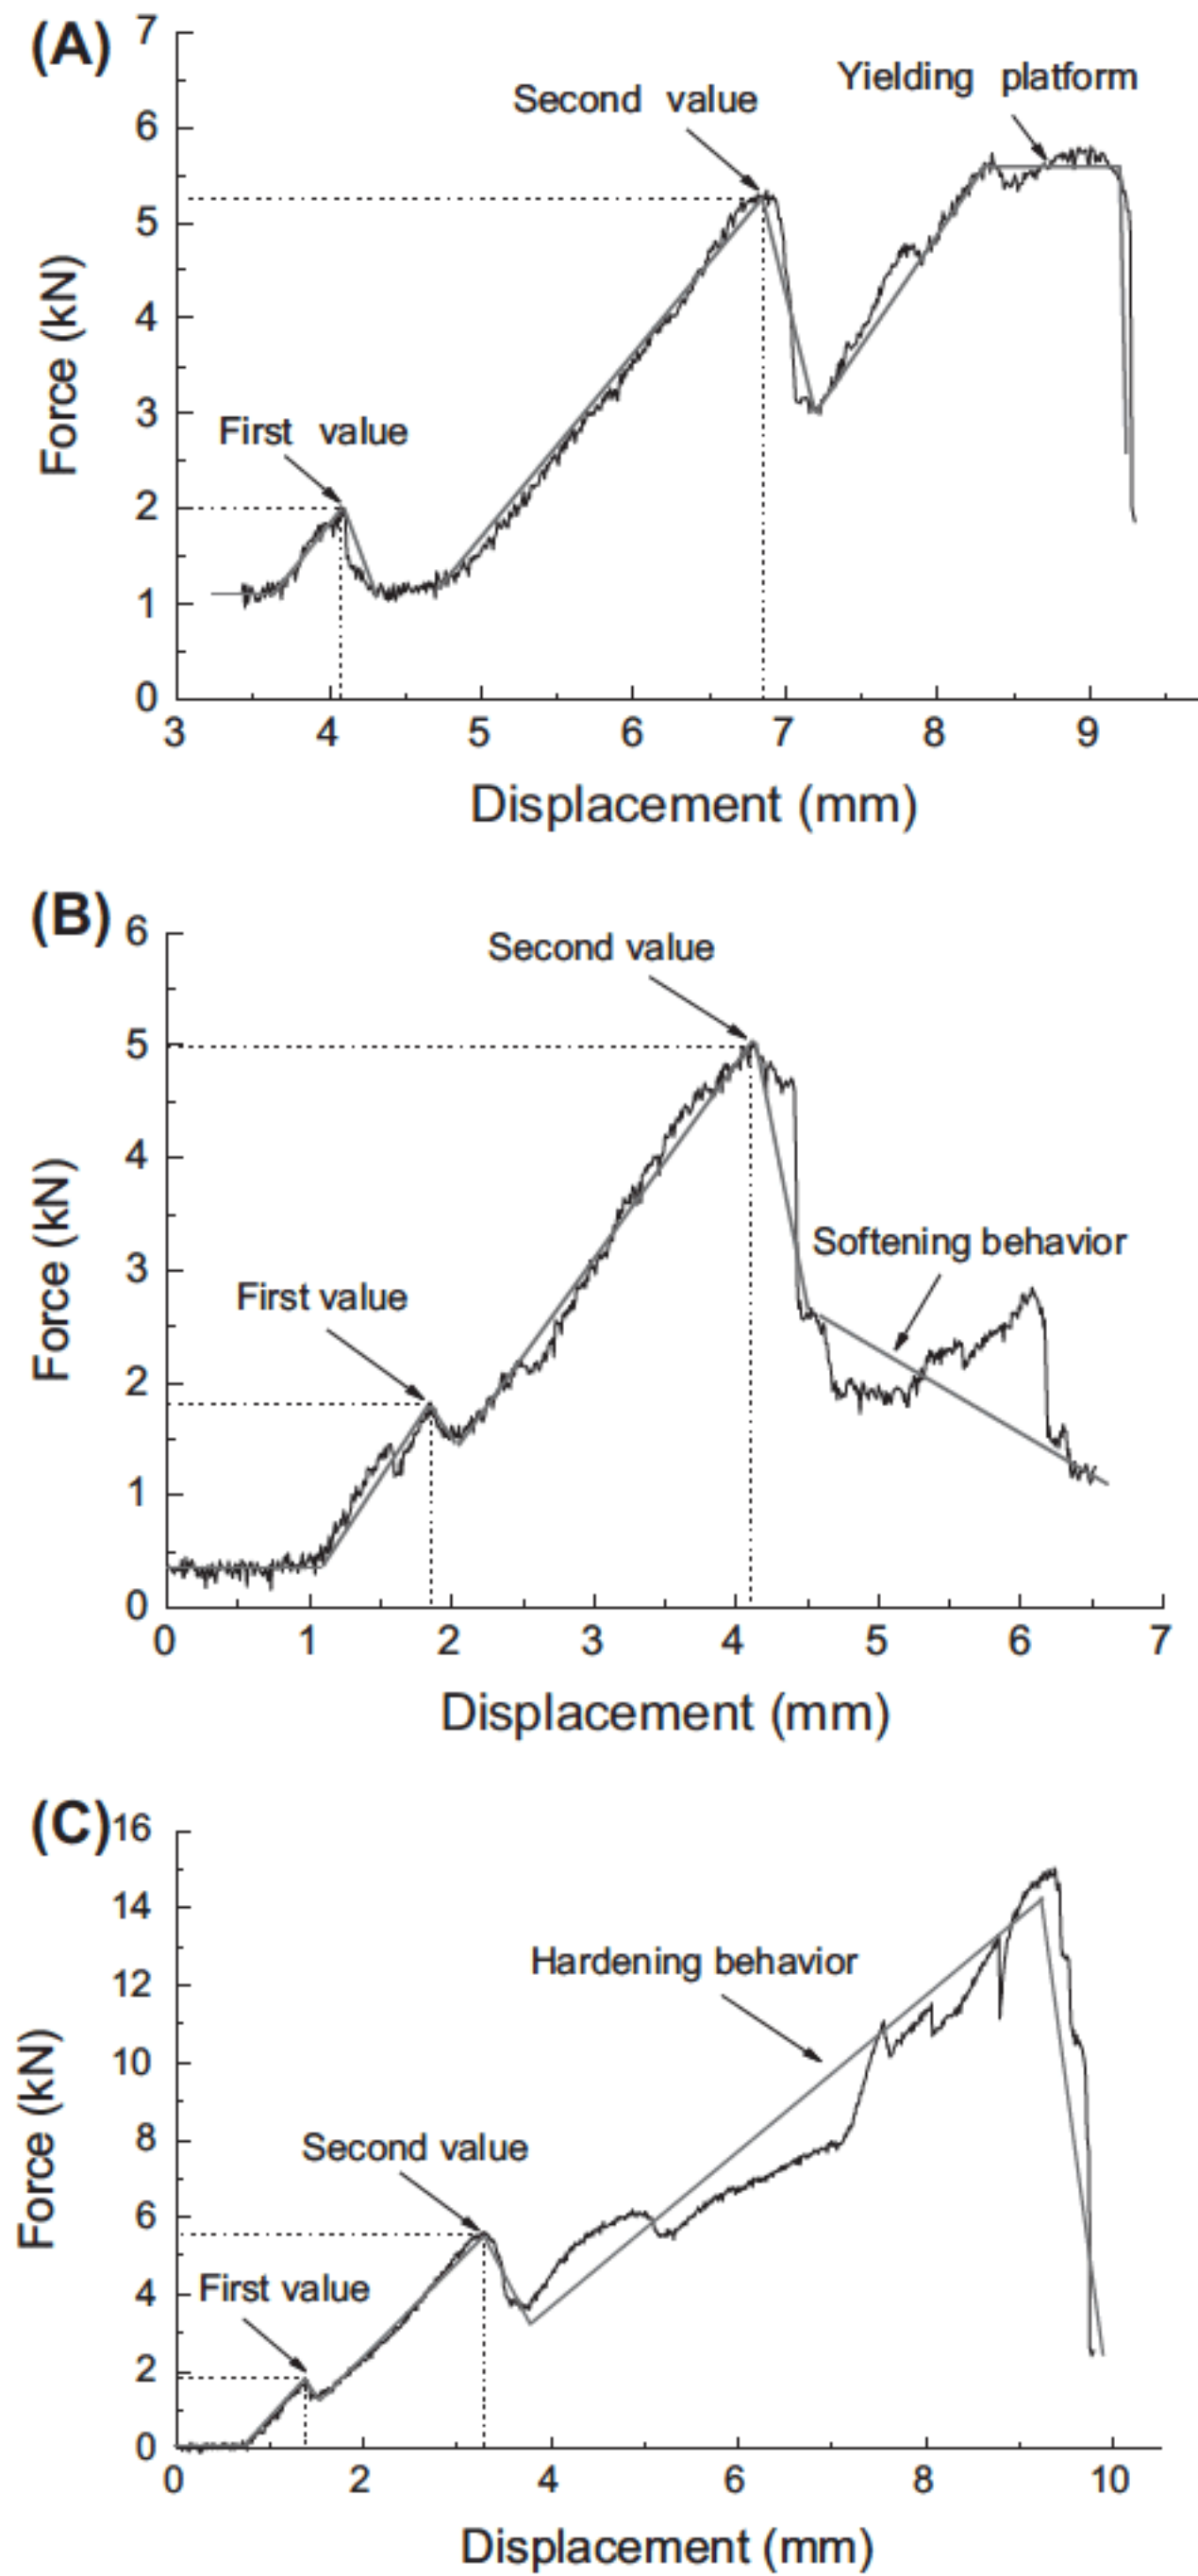 (A)
7
6
5
4
3
2
1
0
Force (kN)
Second value
Yielding platform
First value
3 4 5 6 7 8 9
Displacement (mm)
(B)
6
5
4
3
2
1
0
Force (kN)
Second value
Softening behavior
First value
0 1 2 3 4 5 6 7
Displacement (mm)
(C)
16
14
12
10
8
6
4
2
0
Force (kN)
Hardening behavior
Second value
First value
0 2 4 6 8 10
Displacement (mm)